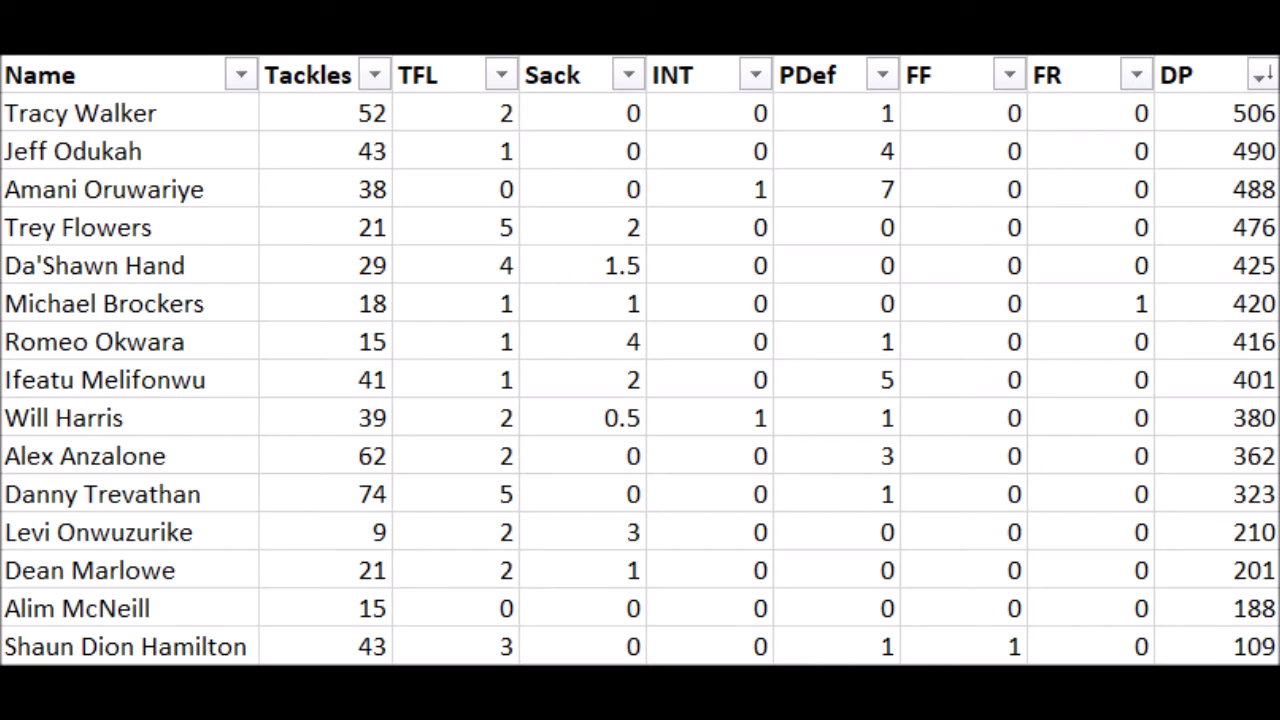 Name Tackles TFL Sack INT PDef FF FR DP
Tracy Walker 52 2 0 0 1 0 0 506
Jeff Odukah 43 1 0 0 4 0 0 490
Amani Oruwariye 38 0 0 1 7 0 0 488
Trey Flowers 21 5 2 0 0 0 0 476
Da'Shawn Hand 29 4 1.5 0 0 0 0 425
Michael Brockers 18 1 1 0 0 0 1 420
Romeo Okwara 15 1 4 0 1 0 0 416
Ifeatu Melifonwu 41 1 2 0 5 0 0 401
Will Harris 39 2 0.5 1 1 0 0 380
Alex Anzalone 62 2 0 0 3 0 0 362
Danny Trevathan 74 5 0 0 1 0 0 323
Levi Onwuzurike 9 2 3 0 0 0 0 210
Dean Marlowe 21 2 1 0 0 0 0 201
Alim McNeill 15 0 0 0 0 0 0 188
Shaun Dion Hamilton 43 3 0 0 1 1 0 109